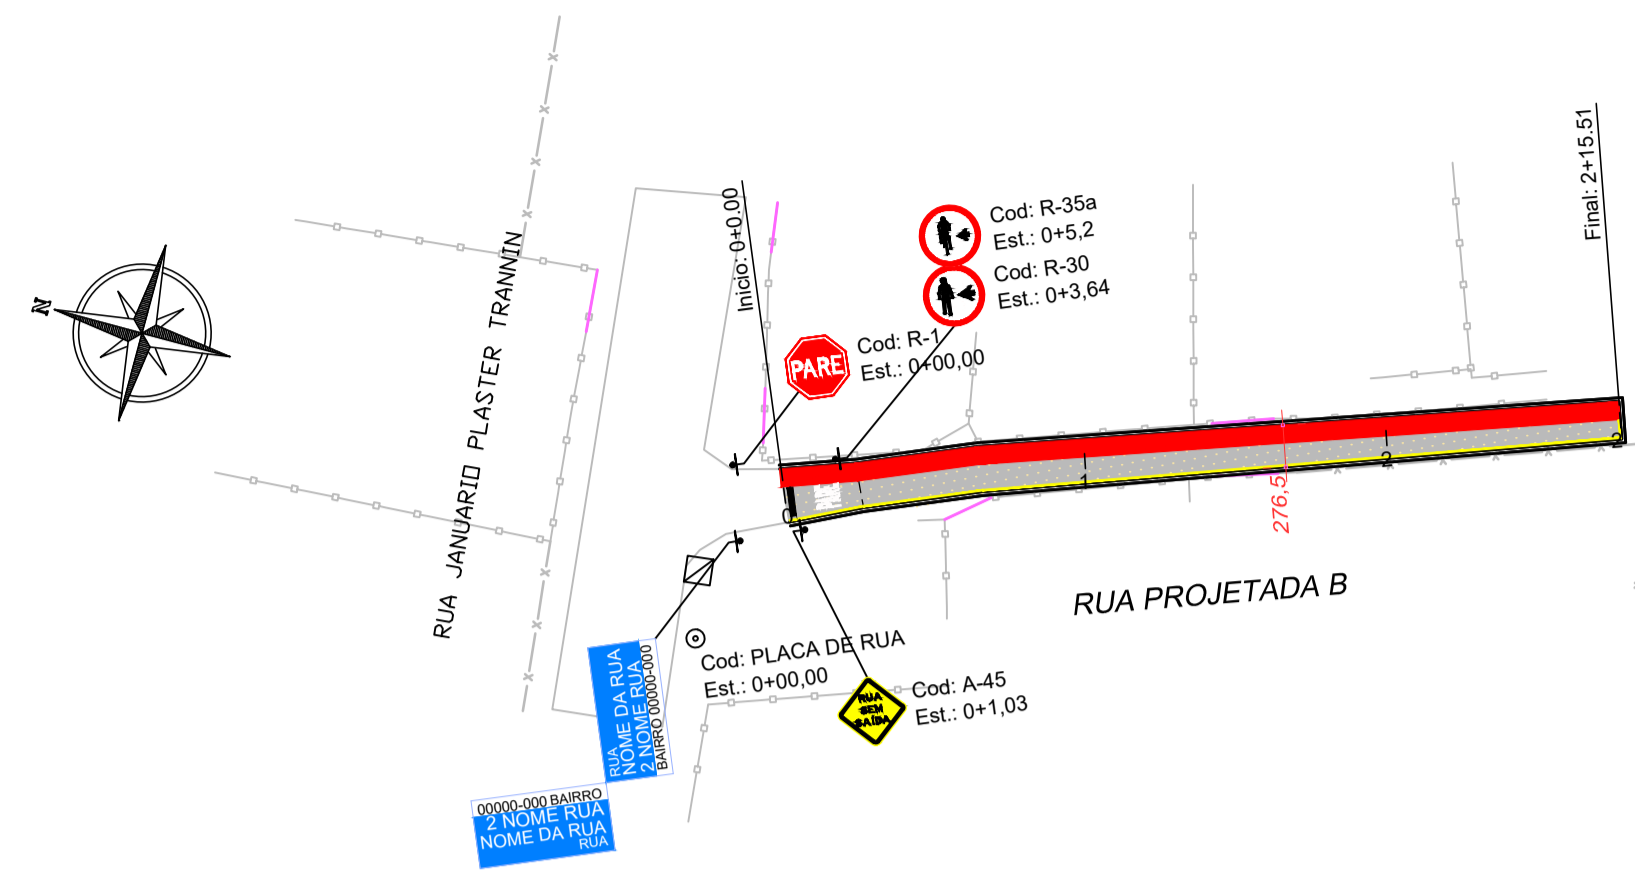 N
RUA JANUARIO PLASTER TRANNIN
Inicio: 0+0.00
Cod: R-35a
Est.: 0+5,2
Cod: R-30
Est.: 0+3,64
PARE
Cod: R-1
Est.: 0+00,00
Final: 2+15.51
0
1
2
276,5
RUA PROJETADA B
Cod: PLACA DE RUA
Est.: 0+00,00
RUA
SEM
SAÍDA
Cod: A-45
Est.: 0+1,03
RUA
NOME DA RUA
2 NOME RUA
BAIRRO 00000-000
00000-000 BAIRRO
2 NOME RUA
NOME DA RUA
RUA